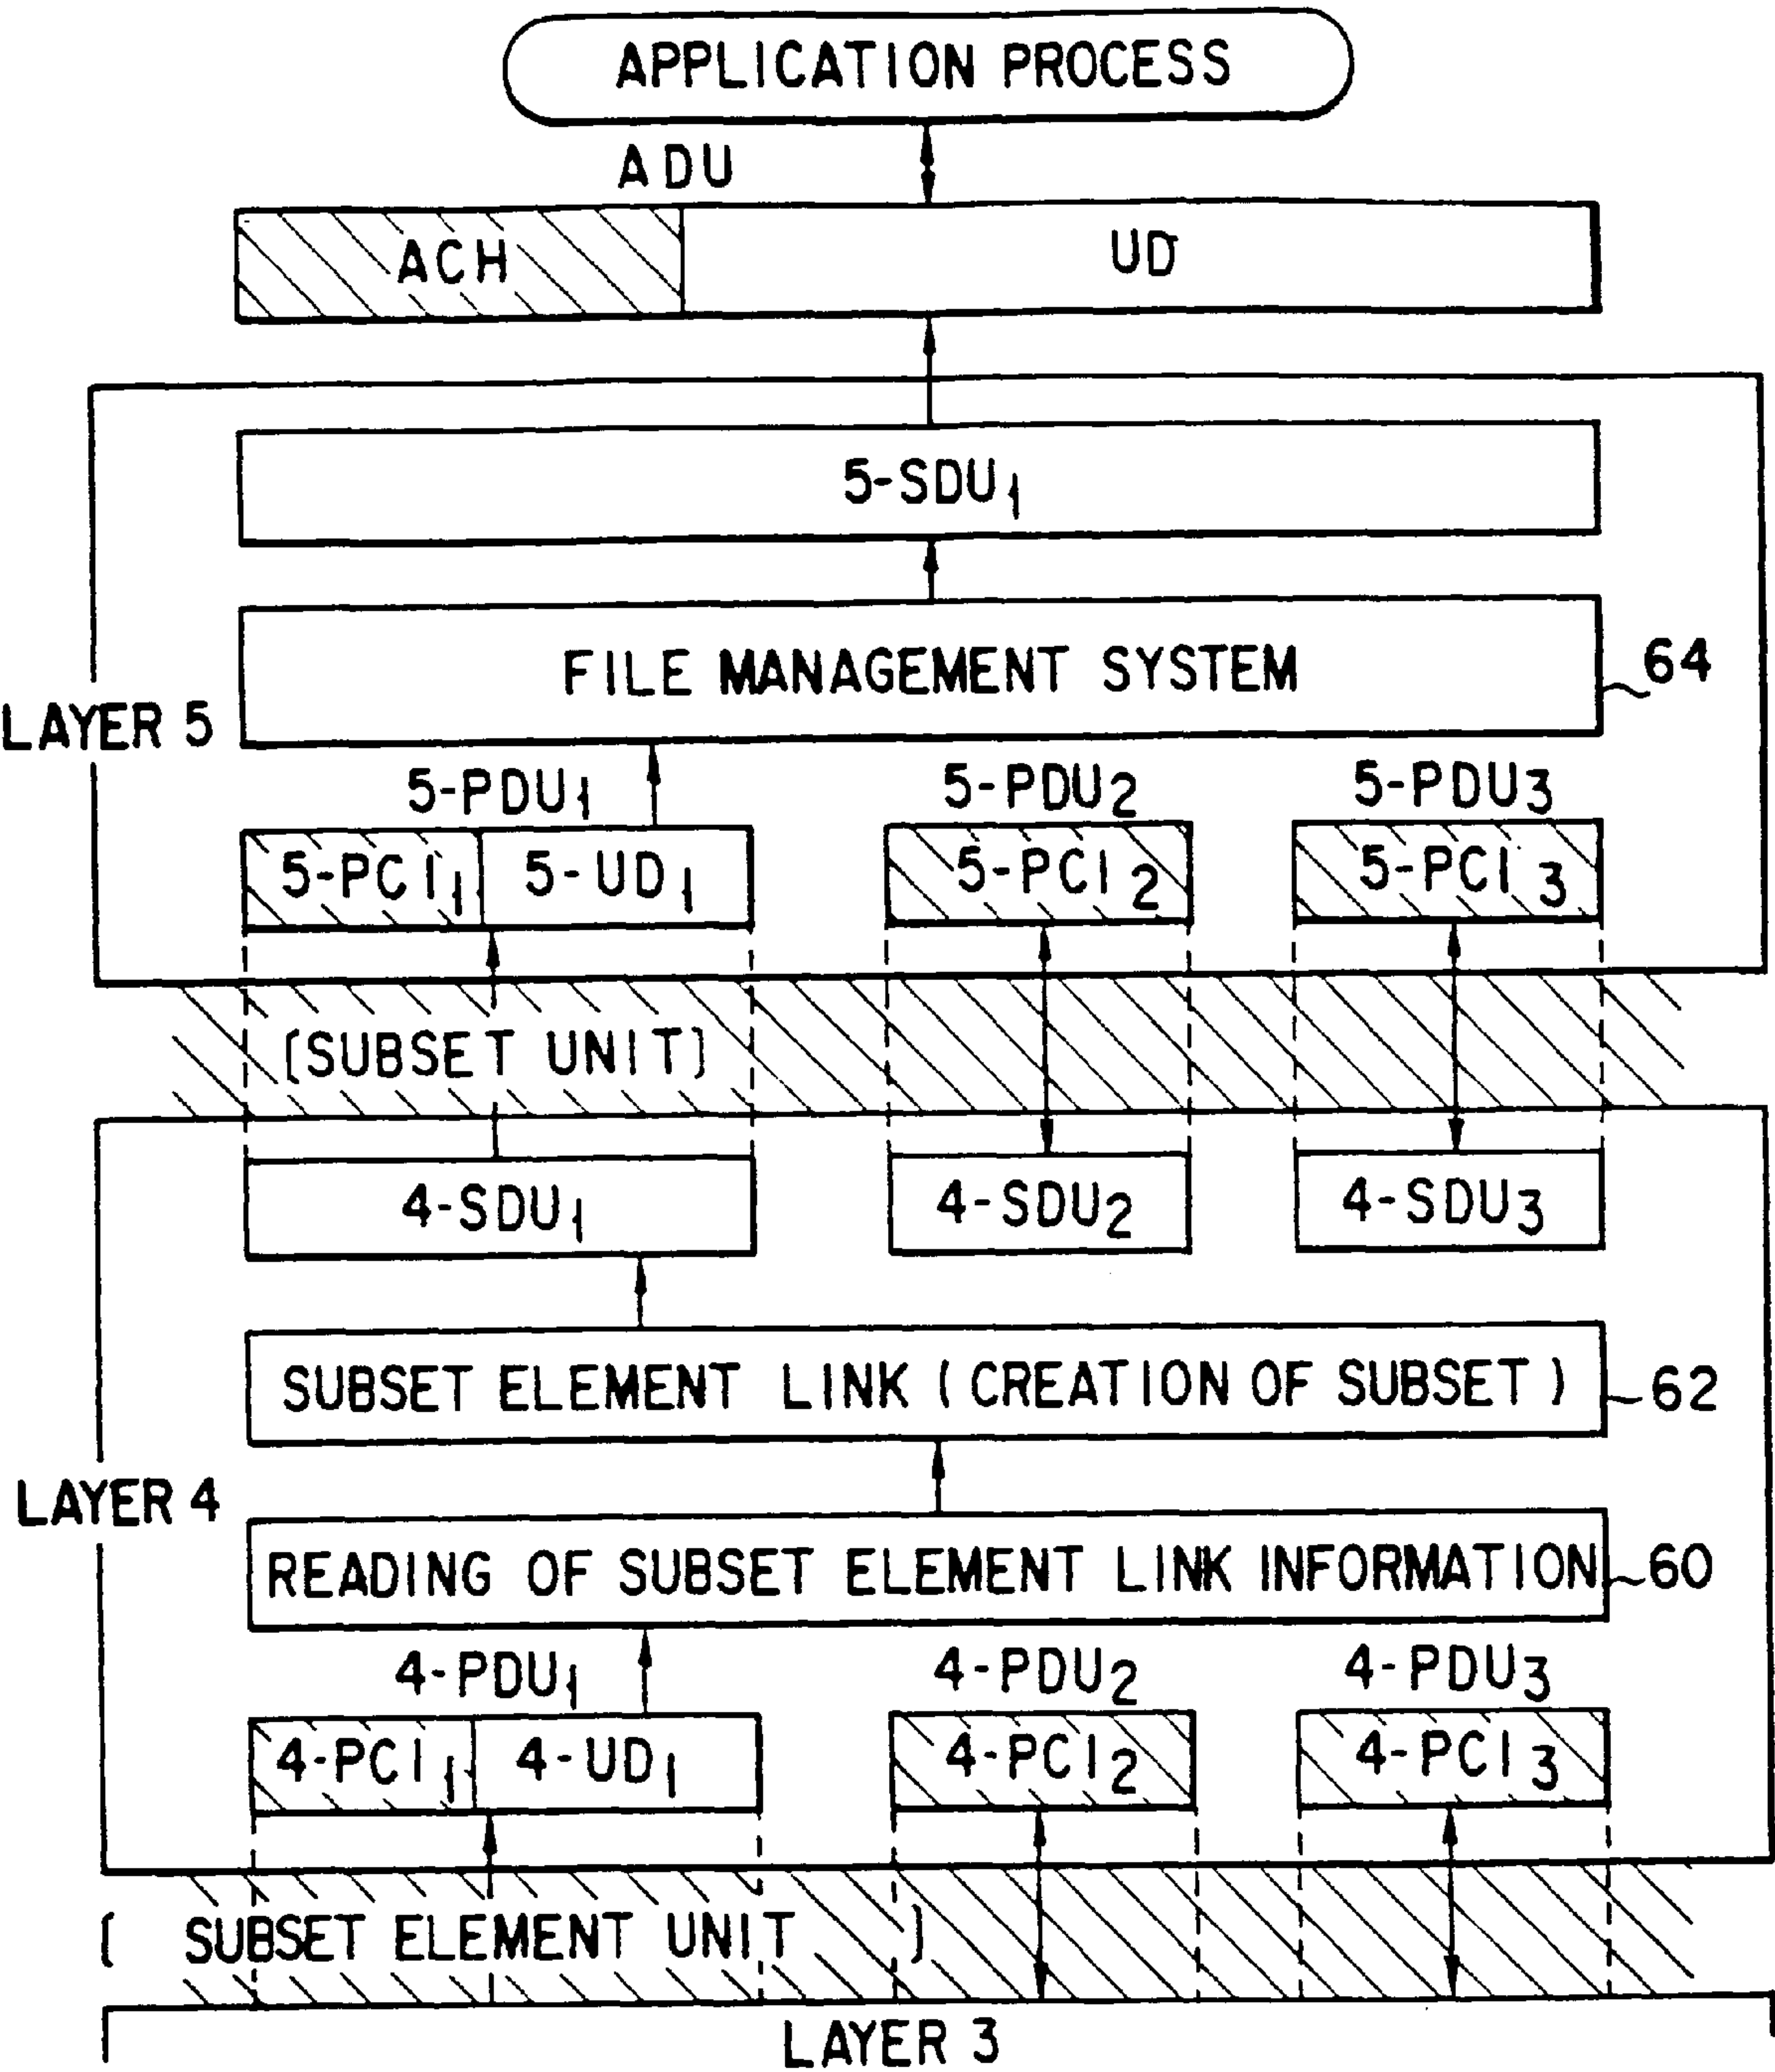 APPLICATION PROCESS
ADU
ACH
UD
5-SDU1
FILE MANAGEMENT SYSTEM
64
LAYER 5
5-PDU1
5-PDU2
5-PDU3
5-PCI1
5-UD1
5-PCI2
5-PCI3
[SUBSET UNIT]
4-SDU1
4-SDU2
4-SDU3
SUBSET ELEMENT LINK (CREATION OF SUBSET)
62
LAYER 4
READING OF SUBSET ELEMENT LINK INFORMATION
60
4-PDU1
4-PDU2
4-PDU3
4-PCI1
4-UD1
4-PCI2
4-PCI3
[SUBSET ELEMENT UNIT]
LAYER 3